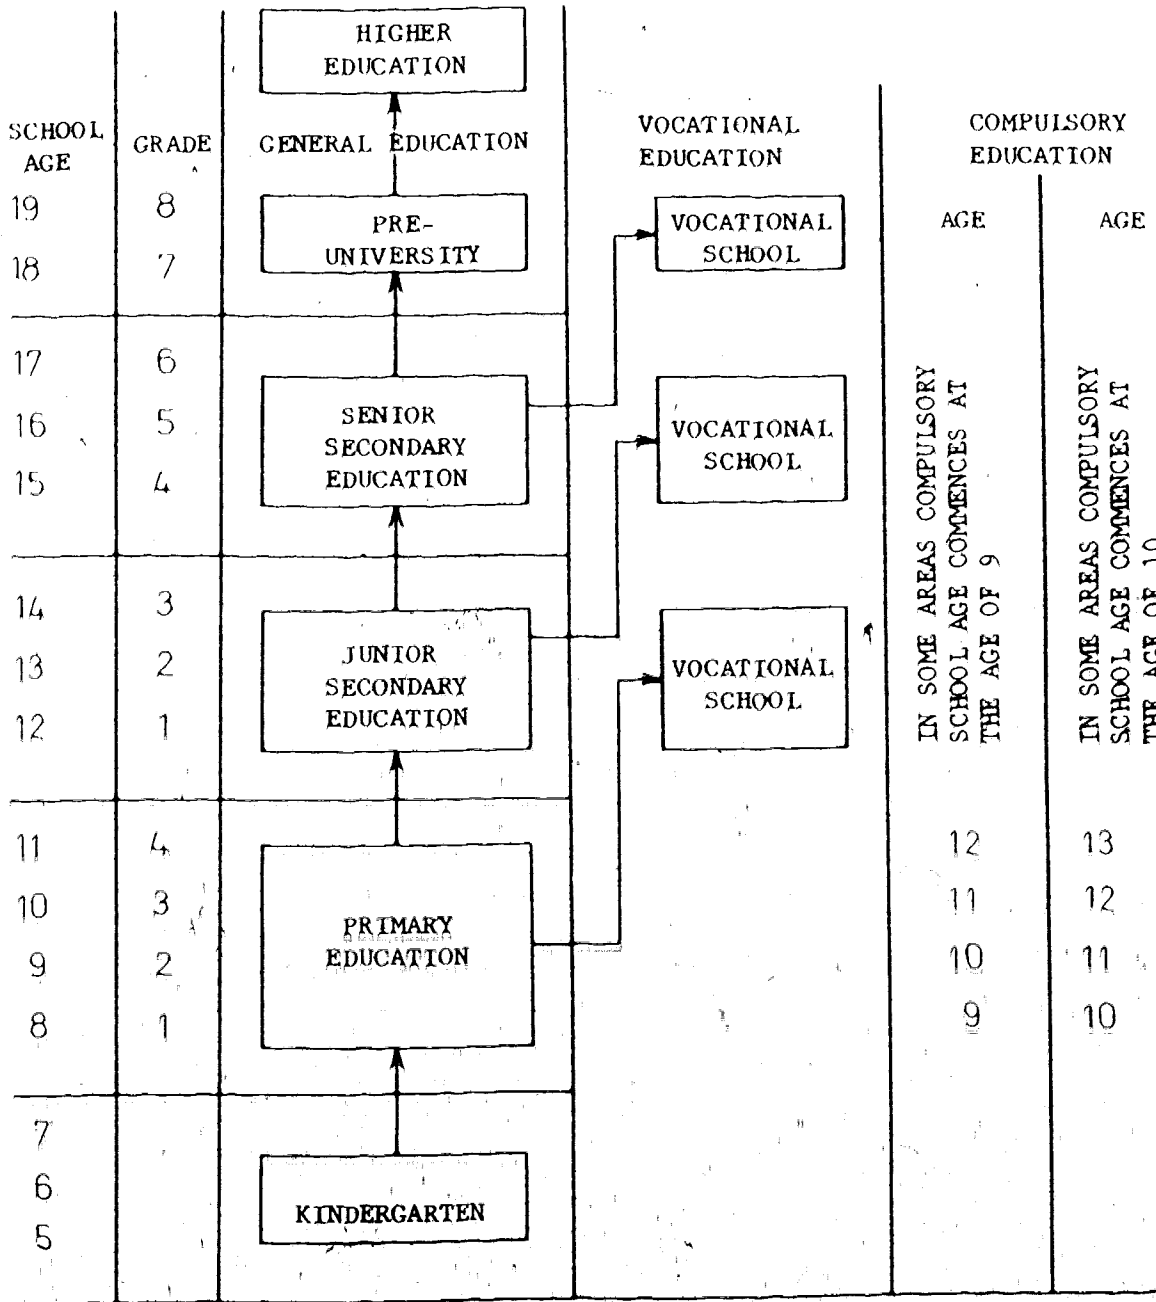 HIGHER
EDUCATION
SCHOOL
AGE
GRADE
GENERAL EDUCATION
VOCATIONAL
EDUCATION
COMPULSORY
EDUCATION
AGE
AGE
19
8
18
7
PRE-
UNIVERSITY
VOCATIONAL
SCHOOL
17
6
16
5
15
4
SENIOR
SECONDARY
EDUCATION
VOCATIONAL
SCHOOL
14
3
13
2
12
1
JUNIOR
SECONDARY
EDUCATION
VOCATIONAL
SCHOOL
IN SOME AREAS COMPULSORY
SCHOOL AGE COMMENCES AT
THE AGE OF 9
IN SOME AREAS COMPULSORY
SCHOOL AGE COMMENCES AT
THE AGE OF 10
11
4
12
13
10
3
11
12
9
2
10
11
8
1
9
10
PRIMARY
EDUCATION
7
6
5
KINDERGARTEN